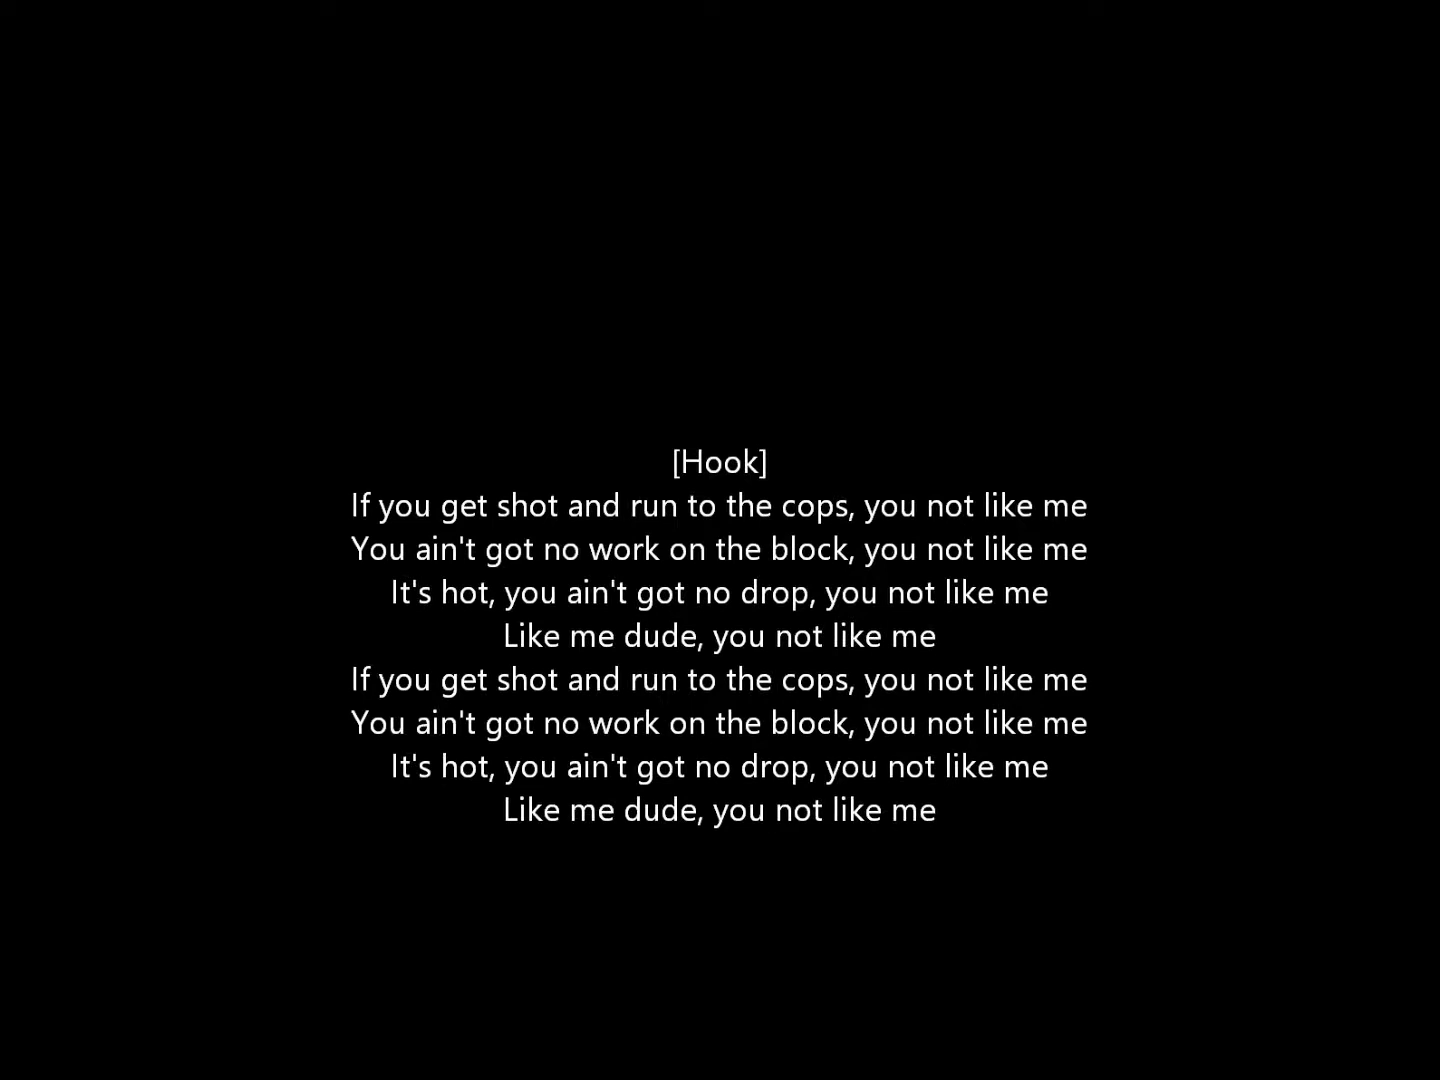 [Hook]
If you get shot and run to the cops, you not like me
You ain't got no work on the block, you not like me
It's hot, you ain't got no drop, you not like me
Like me dude, you not like me
If you get shot and run to the cops, you not like me
You ain't got no work on the block, you not like me
It's hot, you ain't got no drop, you not like me
Like me dude, you not like me